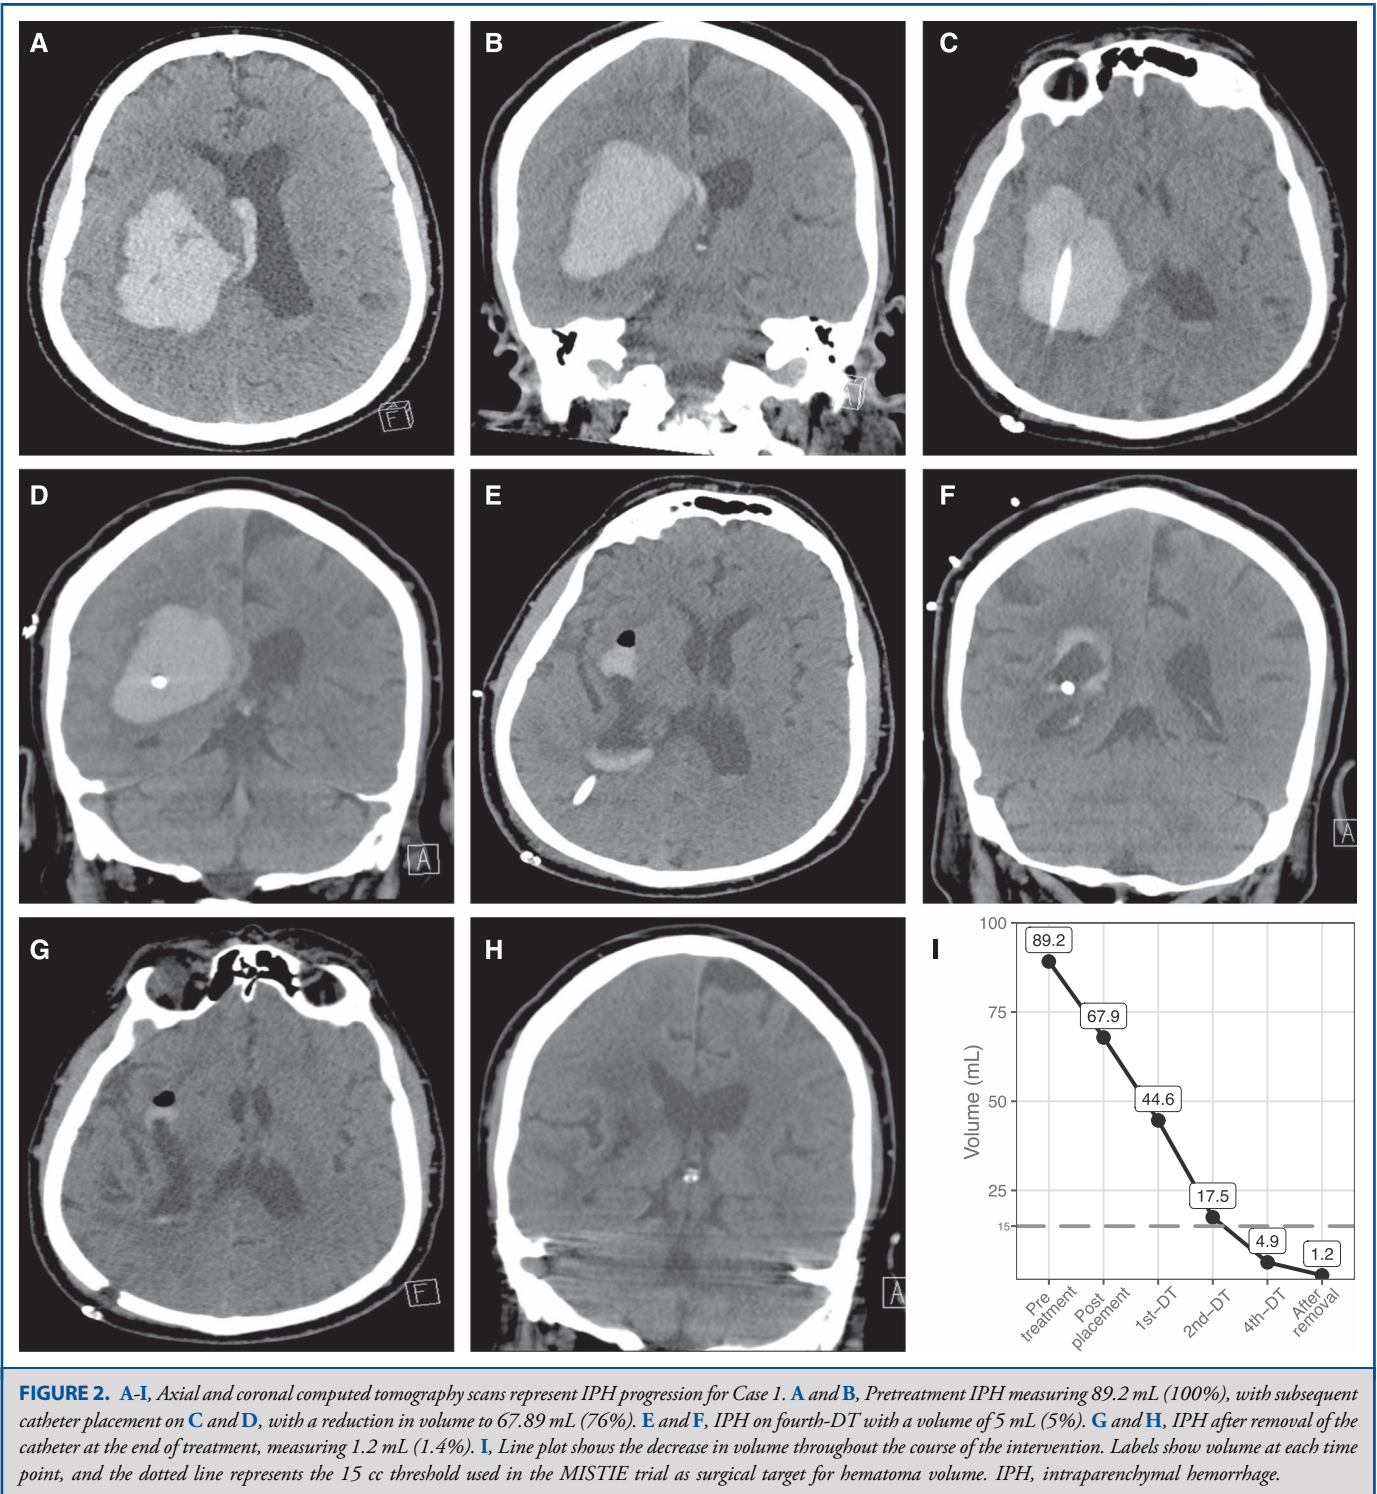 A
B
C
F
D
E
F
A
A
G
H
I
F
A
100
75
50
25
15
Volume (mL)
89.2
67.9
44.6
17.5
4.9
1.2
Pre
treatment
Post
placement
1st-DT
2nd-DT
4th-DT
After
removal
FIGURE 2. A-I, Axial and coronal computed tomography scans represent IPH progression for Case 1. A and B, Pretreatment IPH measuring 89.2 mL (100%), with subsequent
catheter placement on C and D, with a reduction in volume to 67.89 mL (76%). E and F, IPH on fourth-DT with a volume of 5 mL (5%). G and H, IPH after removal of the
catheter at the end of treatment, measuring 1.2 mL (1.4%). I, Line plot shows the decrease in volume throughout the course of the intervention. Labels show volume at each time
point, and the dotted line represents the 15 cc threshold used in the MISTIE trial as surgical target for hematoma volume. IPH, intraparenchymal hemorrhage.